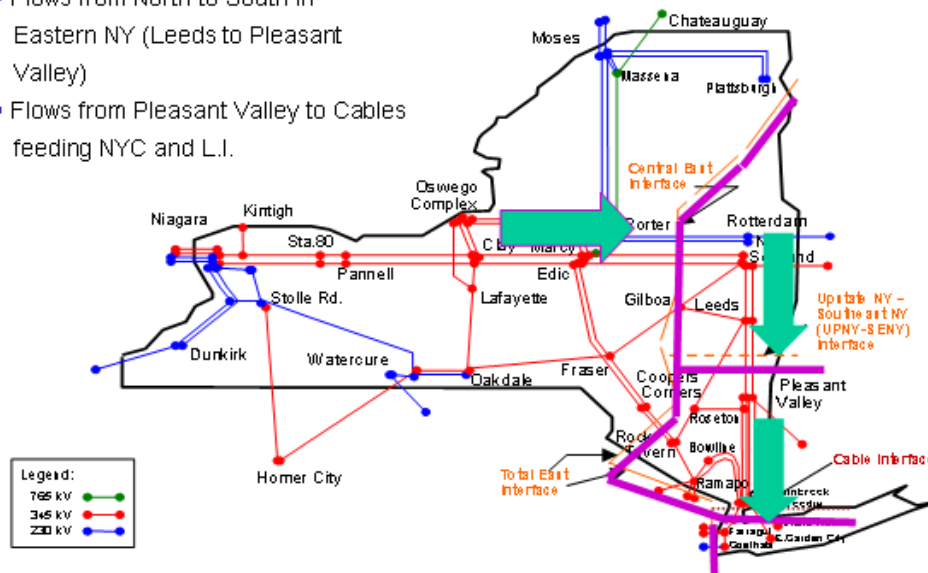 Flows from North to South in
Eastern NY (Leeds to Pleasant
Valley)
Flows from Pleasant Valley to Cables
feeding NYC and L.I.
Chateauguay
Moses
Massena
Plattsburgh
Central East
Interface
Oswego
Complex
Niagara
Kintigh
Porter
Rotterdam
Sta.80
Clay
Marcy
Pannell
Edic
Stolle Rd.
Lafayette
Gilboa
Leeds
Upstate NY –
Southeast NY
(UPNY-SENY)
Interface
Dunkirk
Watercure
Oakdale
Fraser
Coopers
Corners
Pleasant
Valley
Roseton
Rock
Tavern
Bowline
Homer City
Total East
Interface
Ramapo
Cable Interface
Farragut
Goethals
E.Garden City
Legend:
765 kV
345 kV
230 kV